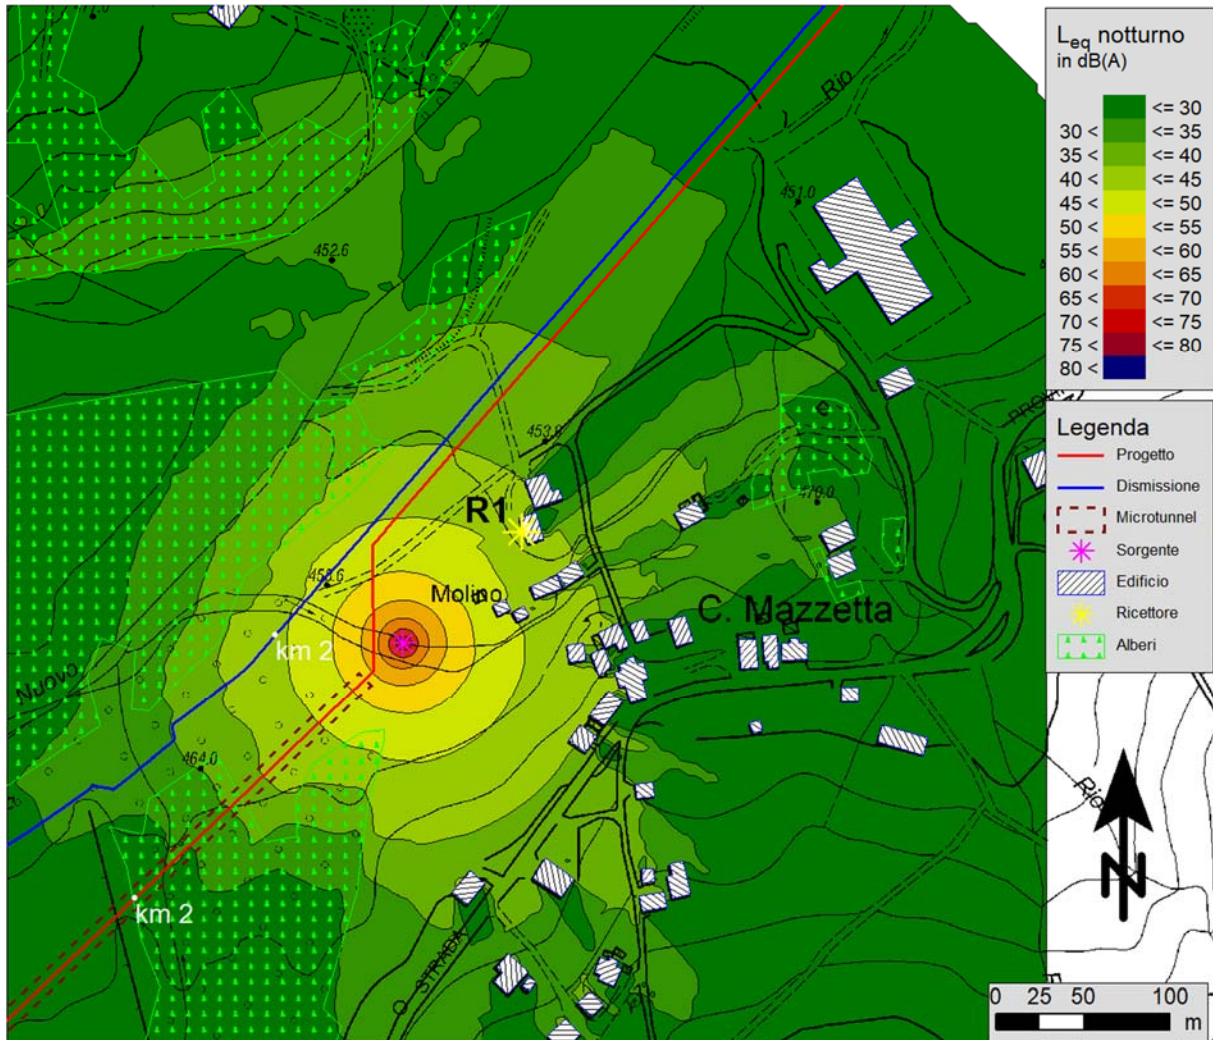 L_eq notturno
in dB(A)
<= 30
30 < <= 35
35 < <= 40
40 < <= 45
45 < <= 50
50 < <= 55
55 < <= 60
60 < <= 65
65 < <= 70
70 < <= 75
75 < <= 80
80 <
Legenda
Progetto
Dismissione
Microtunnel
Sorgente
Edificio
Ricettore
Alberi
Rio
451.0
452.6
453.8
R1
470.0
Molino
C. Mazzetta
km 2
Nuovo
464.0
km 2
STRADA
Rio
N
0 25 50 100
m